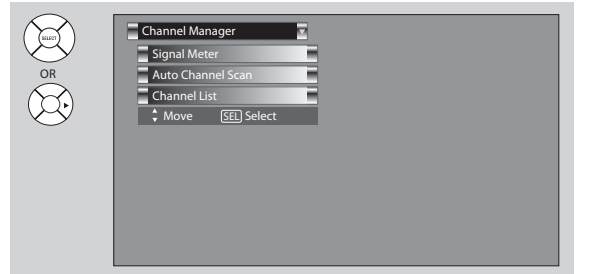 SELECT
OR
Channel Manager
Signal Meter
Auto Channel Scan
Channel List
Move SEL Select